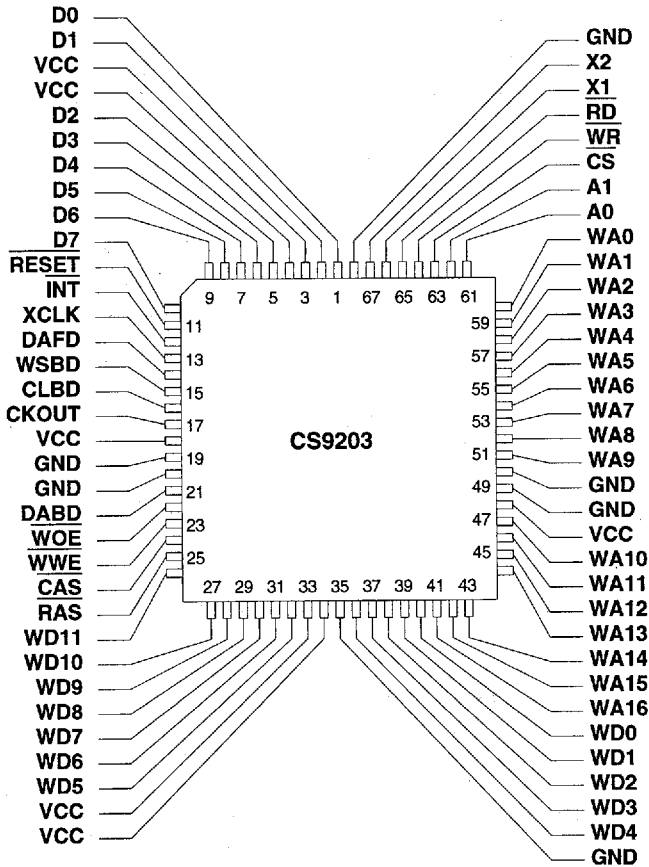 D0
D1
VCC
VCC
D2
D3
D4
D5
D6
D7
RESET
INT
XCLK
DAFD
WSBD
CLBD
CKOUT
VCC
GND
GND
DABD
WOE
WWE
CAS
RAS
WD11
WD10
WD9
WD8
WD7
WD6
WD5
VCC
VCC
9 7 5 3 1 67 65 63 61
11
13
15
17
19
21
23
25
CS9203
59
57
55
53
51
49
47
45
27 29 31 33 35 37 39 41 43
GND
X2
X1
RD
WR
CS
A1
A0
WA0
WA1
WA2
WA3
WA4
WA5
WA6
WA7
WA8
WA9
GND
GND
VCC
WA10
WA11
WA12
WA13
WA14
WA15
WA16
WD0
WD1
WD2
WD3
WD4
GND